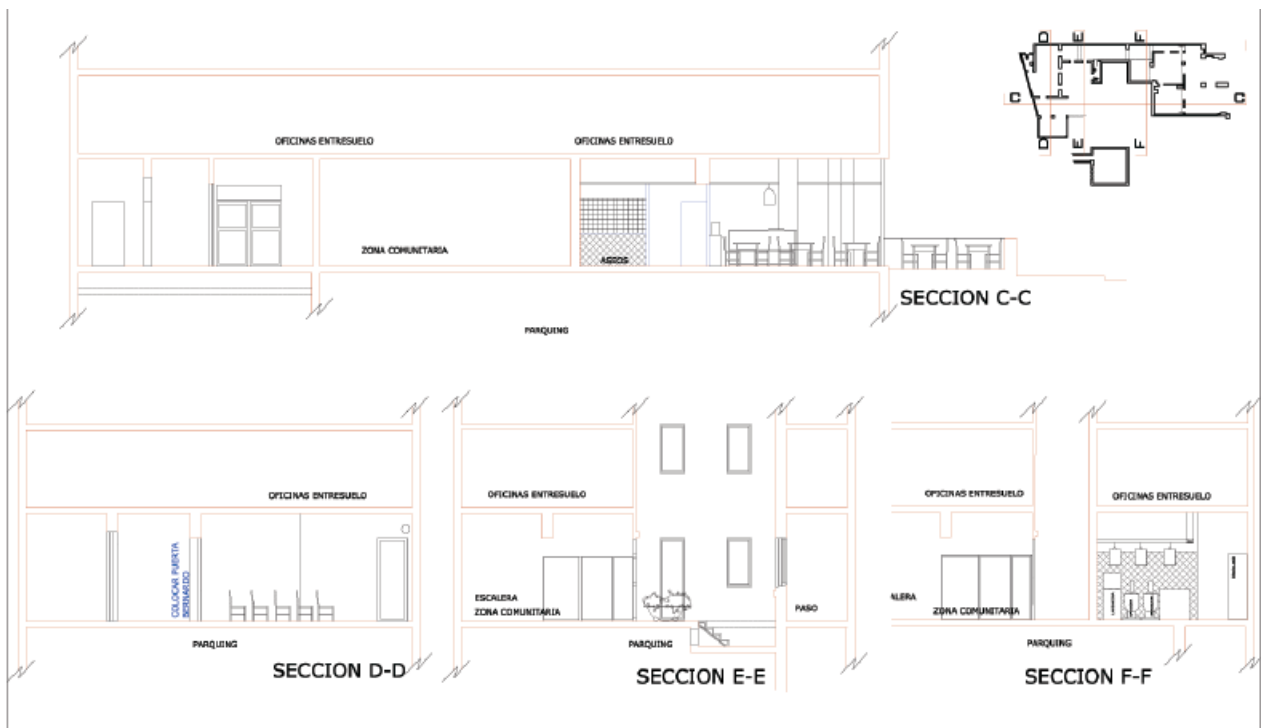 OFICINAS ENTRESUELO
OFICINAS ENTRESUELO
ZONA COMUNITARIA
ASEOS
PARQUING
SECCION C-C
D
E
F
C
C
D
E
F
OFICINAS ENTRESUELO
COLOCAR PUERTA
BERNARDO
PARQUING
SECCION D-D
OFICINAS ENTRESUELO
ESCALERA
ZONA COMUNITARIA
PASO
PARQUING
SECCION E-E
OFICINAS ENTRESUELO
OFICINAS ENTRESUELO
ALERA
ZONA COMUNITARIA
PARQUING
SECCION F-F